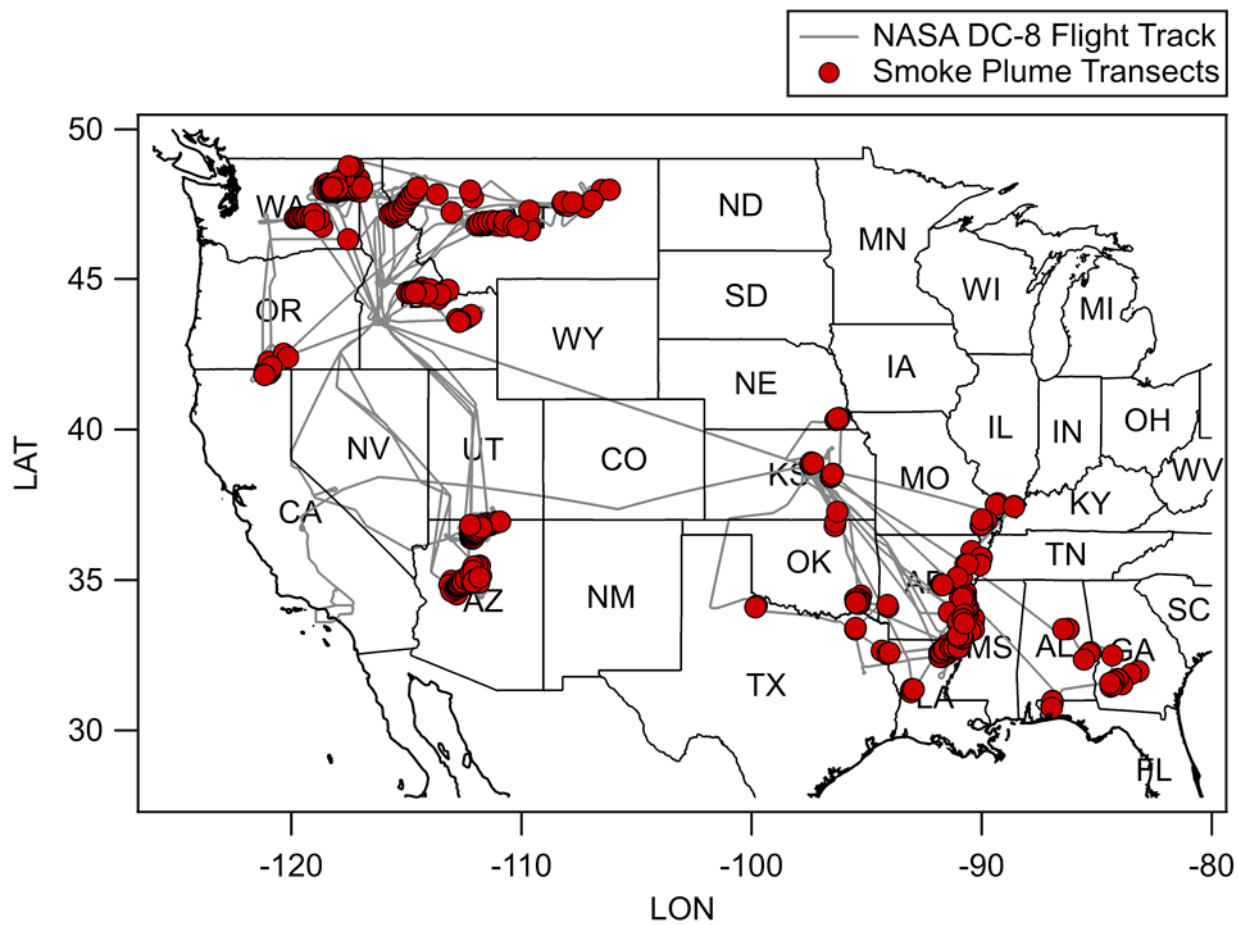 NASA DC-8 Flight Track
Smoke Plume Transects
50
45
40
35
30
LAT
WA
ND
MN
OR
SD
WI
MI
WY
NE
IA
NV
UT
CO
KS
MO
IL
IN
OH
WV
KY
CA
AZ
NM
OK
TN
SC
TX
MS
AL
GA
LA
FL
-120
-110
-100
-90
-80
LON